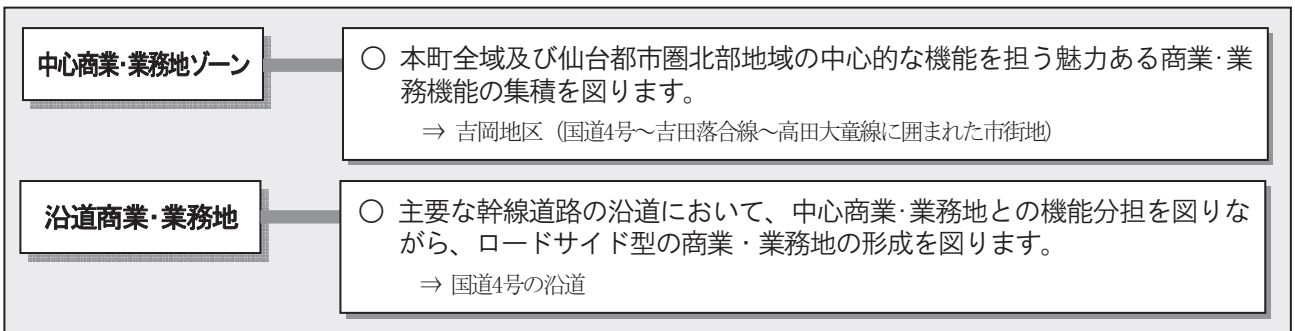 中心商業・業務地ゾーン
○ 本町全域及び仙台都市圏北部地域の中心的な機能を担う魅力ある商業・業
務機能の集積を図ります。
⇒ 吉岡地区（国道4号～吉田落合線～高田大童線に囲まれた市街地）
沿道商業・業務地
○ 主要な幹線道路の沿道において、中心商業・業務地との機能分担を図りな
がら、ロードサイド型の商業・業務地の形成を図ります。
⇒ 国道4号の沿道